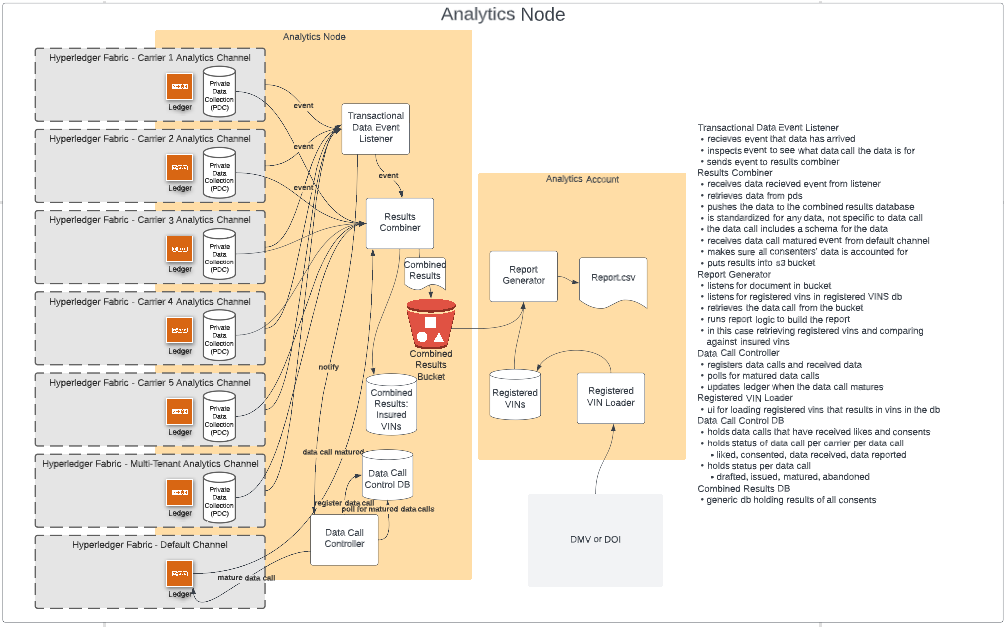 Analytics Node
Analytics Node
Hyperledger Fabric - Carrier 1 Analytics Channel
Ledger
Private
Data
Collection
(PDC)
Hyperledger Fabric - Carrier 2 Analytics Channel
Ledger
Private
Data
Collection
(PDC)
Hyperledger Fabric - Carrier 3 Analytics Channel
Ledger
Private
Data
Collection
(PDC)
Hyperledger Fabric - Carrier 4 Analytics Channel
Ledger
Private
Data
Collection
(PDC)
Hyperledger Fabric - Carrier 5 Analytics Channel
Ledger
Private
Data
Collection
(PDC)
Hyperledger Fabric - Multi-Tenant Analytics Channel
Ledger
Private
Data
Collection
(PDC)
Hyperledger Fabric - Default Channel
Ledger
event
event
event
Transactional
Data Event
Listener
event
Results
Combiner
Combined
Results
Combined
Results
Bucket
notify
Combined
Results:
Insured
VINs
data call matured
Data Call
Control DB
register data call
poll for matured data calls
Data Call
Controller
mature data call
Analytics Account
Report
Generator
Report.csv
Registered
VINs
Registered
VIN Loader
DMV or DOI
Transactional Data Event Listener
• recieves event that data has arrived
• inspects event to see what data call the data is for
• sends event to results combiner
Results Combiner
• receives data recieved event from listener
• retrieves data from pds
• pushes the data to the combined results database
• is standardized for any data, not specific to data call
• the data call includes a schema for the data
• receives data call matured event from default channel
• makes sure all consenters' data is accounted for
• puts results into s3 bucket
Report Generator
• listens for document in bucket
• listens for registered vins in registered VINS db
• retrieves the data call from the bucket
• runs report logic to build the report
• in this case retrieving registered vins and comparing
against insured vins
Data Call Controller
• registers data calls and received data
• polls for matured data calls
• updates ledger when the data call matures
Registered VIN Loader
• ui for loading registered vins that results in vins in the db
Data Call Control DB
• holds data calls that have received likes and consents
• holds status of data call per carrier per data call
• liked, consented, data received, data reported
• holds status per data call
• drafted, issued, matured, abandoned
Combined Results DB
• generic db holding results of all consents